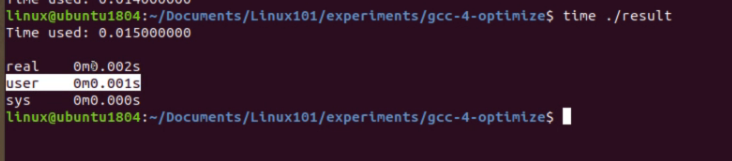 Time used: 0.014000000
linux@ubuntu1804:~/Documents/Linux101/experiments/gcc-4-optimize$ time ./result
Time used: 0.015000000
real 0m0.002s
user 0m0.001s
sys 0m0.000s
linux@ubuntu1804:~/Documents/Linux101/experiments/gcc-4-optimize$